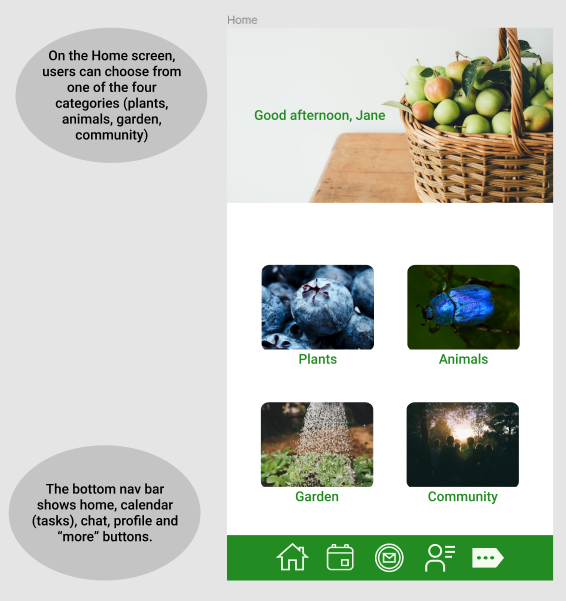 Home
On the Home screen,
users can choose from
one of the four
categories (plants,
animals, garden,
community)
Good afternoon, Jane
Plants
Animals
Garden
Community
The bottom nav bar
shows home, calendar
(tasks), chat, profile and
“more” buttons.